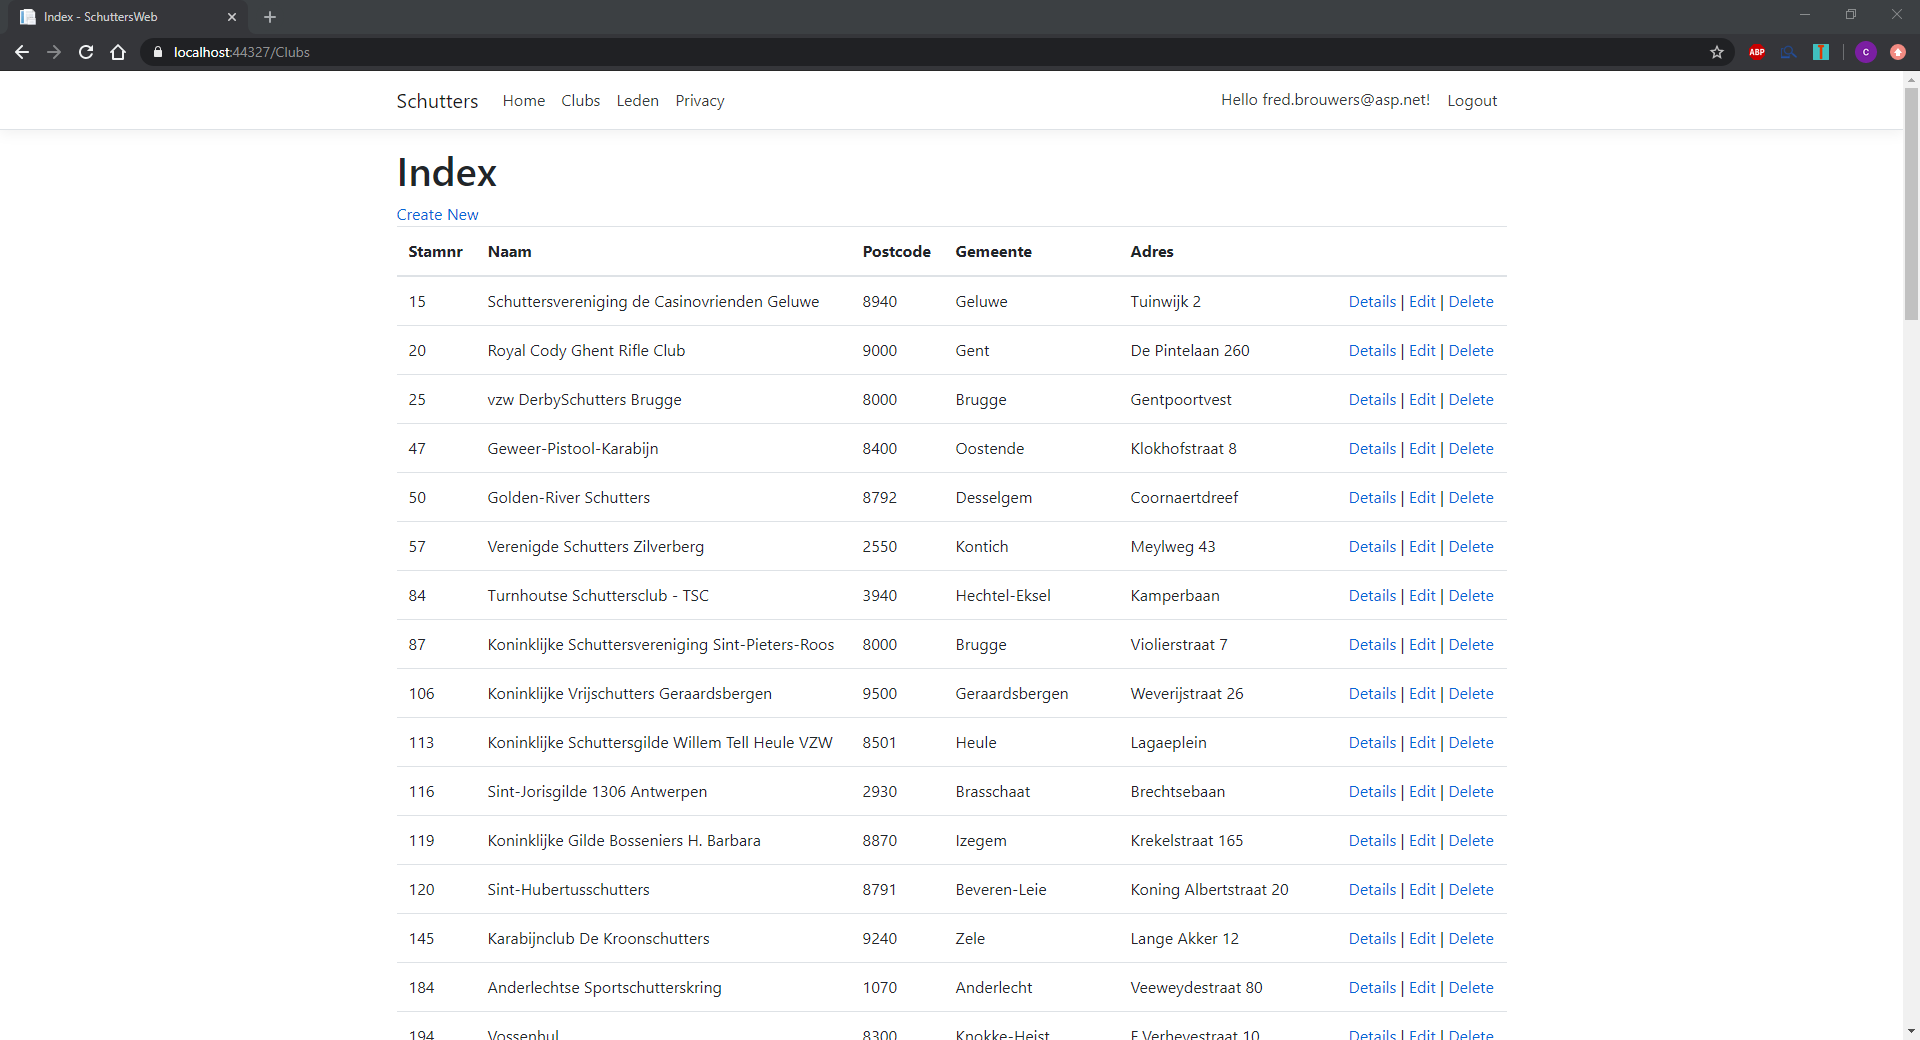 Index - SchuttersWeb
localhost:44327/Clubs
ABP
C
Schutters Home Clubs Leden Privacy Hello fred.brouwers@asp.net! Logout
Index
Create New
Stamnr Naam Postcode Gemeente Adres
15 Schuttersvereniging de Casinovrienden Geluwe 8940 Geluwe Tuinwijk 2 Details | Edit | Delete
20 Royal Cody Ghent Rifle Club 9000 Gent De Pintelaan 260 Details | Edit | Delete
25 vzw DerbySchutters Brugge 8000 Brugge Gentpoortvest Details | Edit | Delete
47 Geweer-Pistool-Karabijn 8400 Oostende Klokhofstraat 8 Details | Edit | Delete
50 Golden-River Schutters 8792 Desselgem Coornaertdreef Details | Edit | Delete
57 Verenigde Schutters Zilverberg 2550 Kontich Meylweg 43 Details | Edit | Delete
84 Turnhoutse Schuttersclub - TSC 3940 Hechtel-Eksel Kamperbaan Details | Edit | Delete
87 Koninklijke Schuttersvereniging Sint-Pieters-Roos 8000 Brugge Violierstraat 7 Details | Edit | Delete
106 Koninklijke Vrijschutters Geraardsbergen 9500 Geraardsbergen Weverijstraat 26 Details | Edit | Delete
113 Koninklijke Schuttersgilde Willem Tell Heule VZW 8501 Heule Lagaeplein Details | Edit | Delete
116 Sint-Jorisgilde 1306 Antwerpen 2930 Brasschaat Brechtsebaan Details | Edit | Delete
119 Koninklijke Gilde Bosseniers H. Barbara 8870 Izegem Krekelstraat 165 Details | Edit | Delete
120 Sint-Hubertusschutters 8791 Beveren-Leie Koning Albertstraat 20 Details | Edit | Delete
145 Karabijnclub De Kroonschutters 9240 Zele Lange Akker 12 Details | Edit | Delete
184 Anderlechtse Sportschutterskring 1070 Anderlecht Veeweydestraat 80 Details | Edit | Delete
194 Vossenhul 8300 Knokke-Heist 10 Details | Edit | Delete